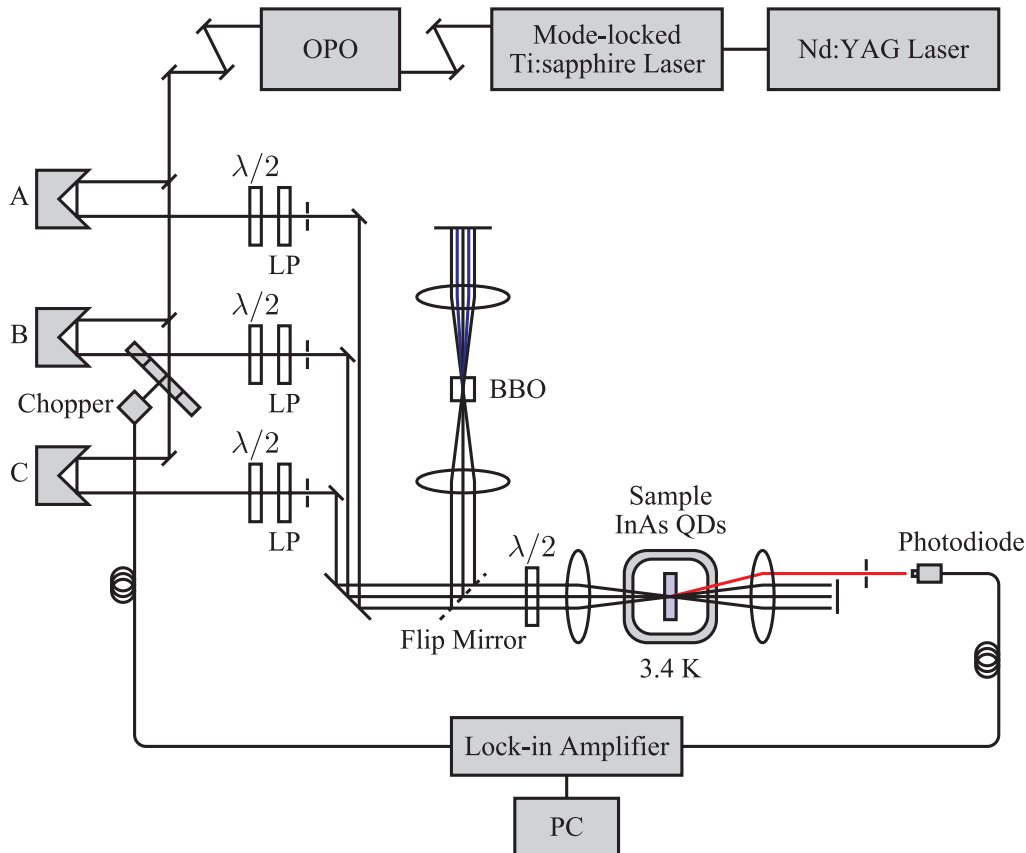 OPO
Mode-locked
Ti:sapphire Laser
Nd:YAG Laser
A
λ/2
LP
B
λ/2
LP
BBO
Chopper
C
λ/2
LP
Sample
InAs QDs
λ/2
Photodiode
Flip Mirror
3.4 K
Lock-in Amplifier
PC